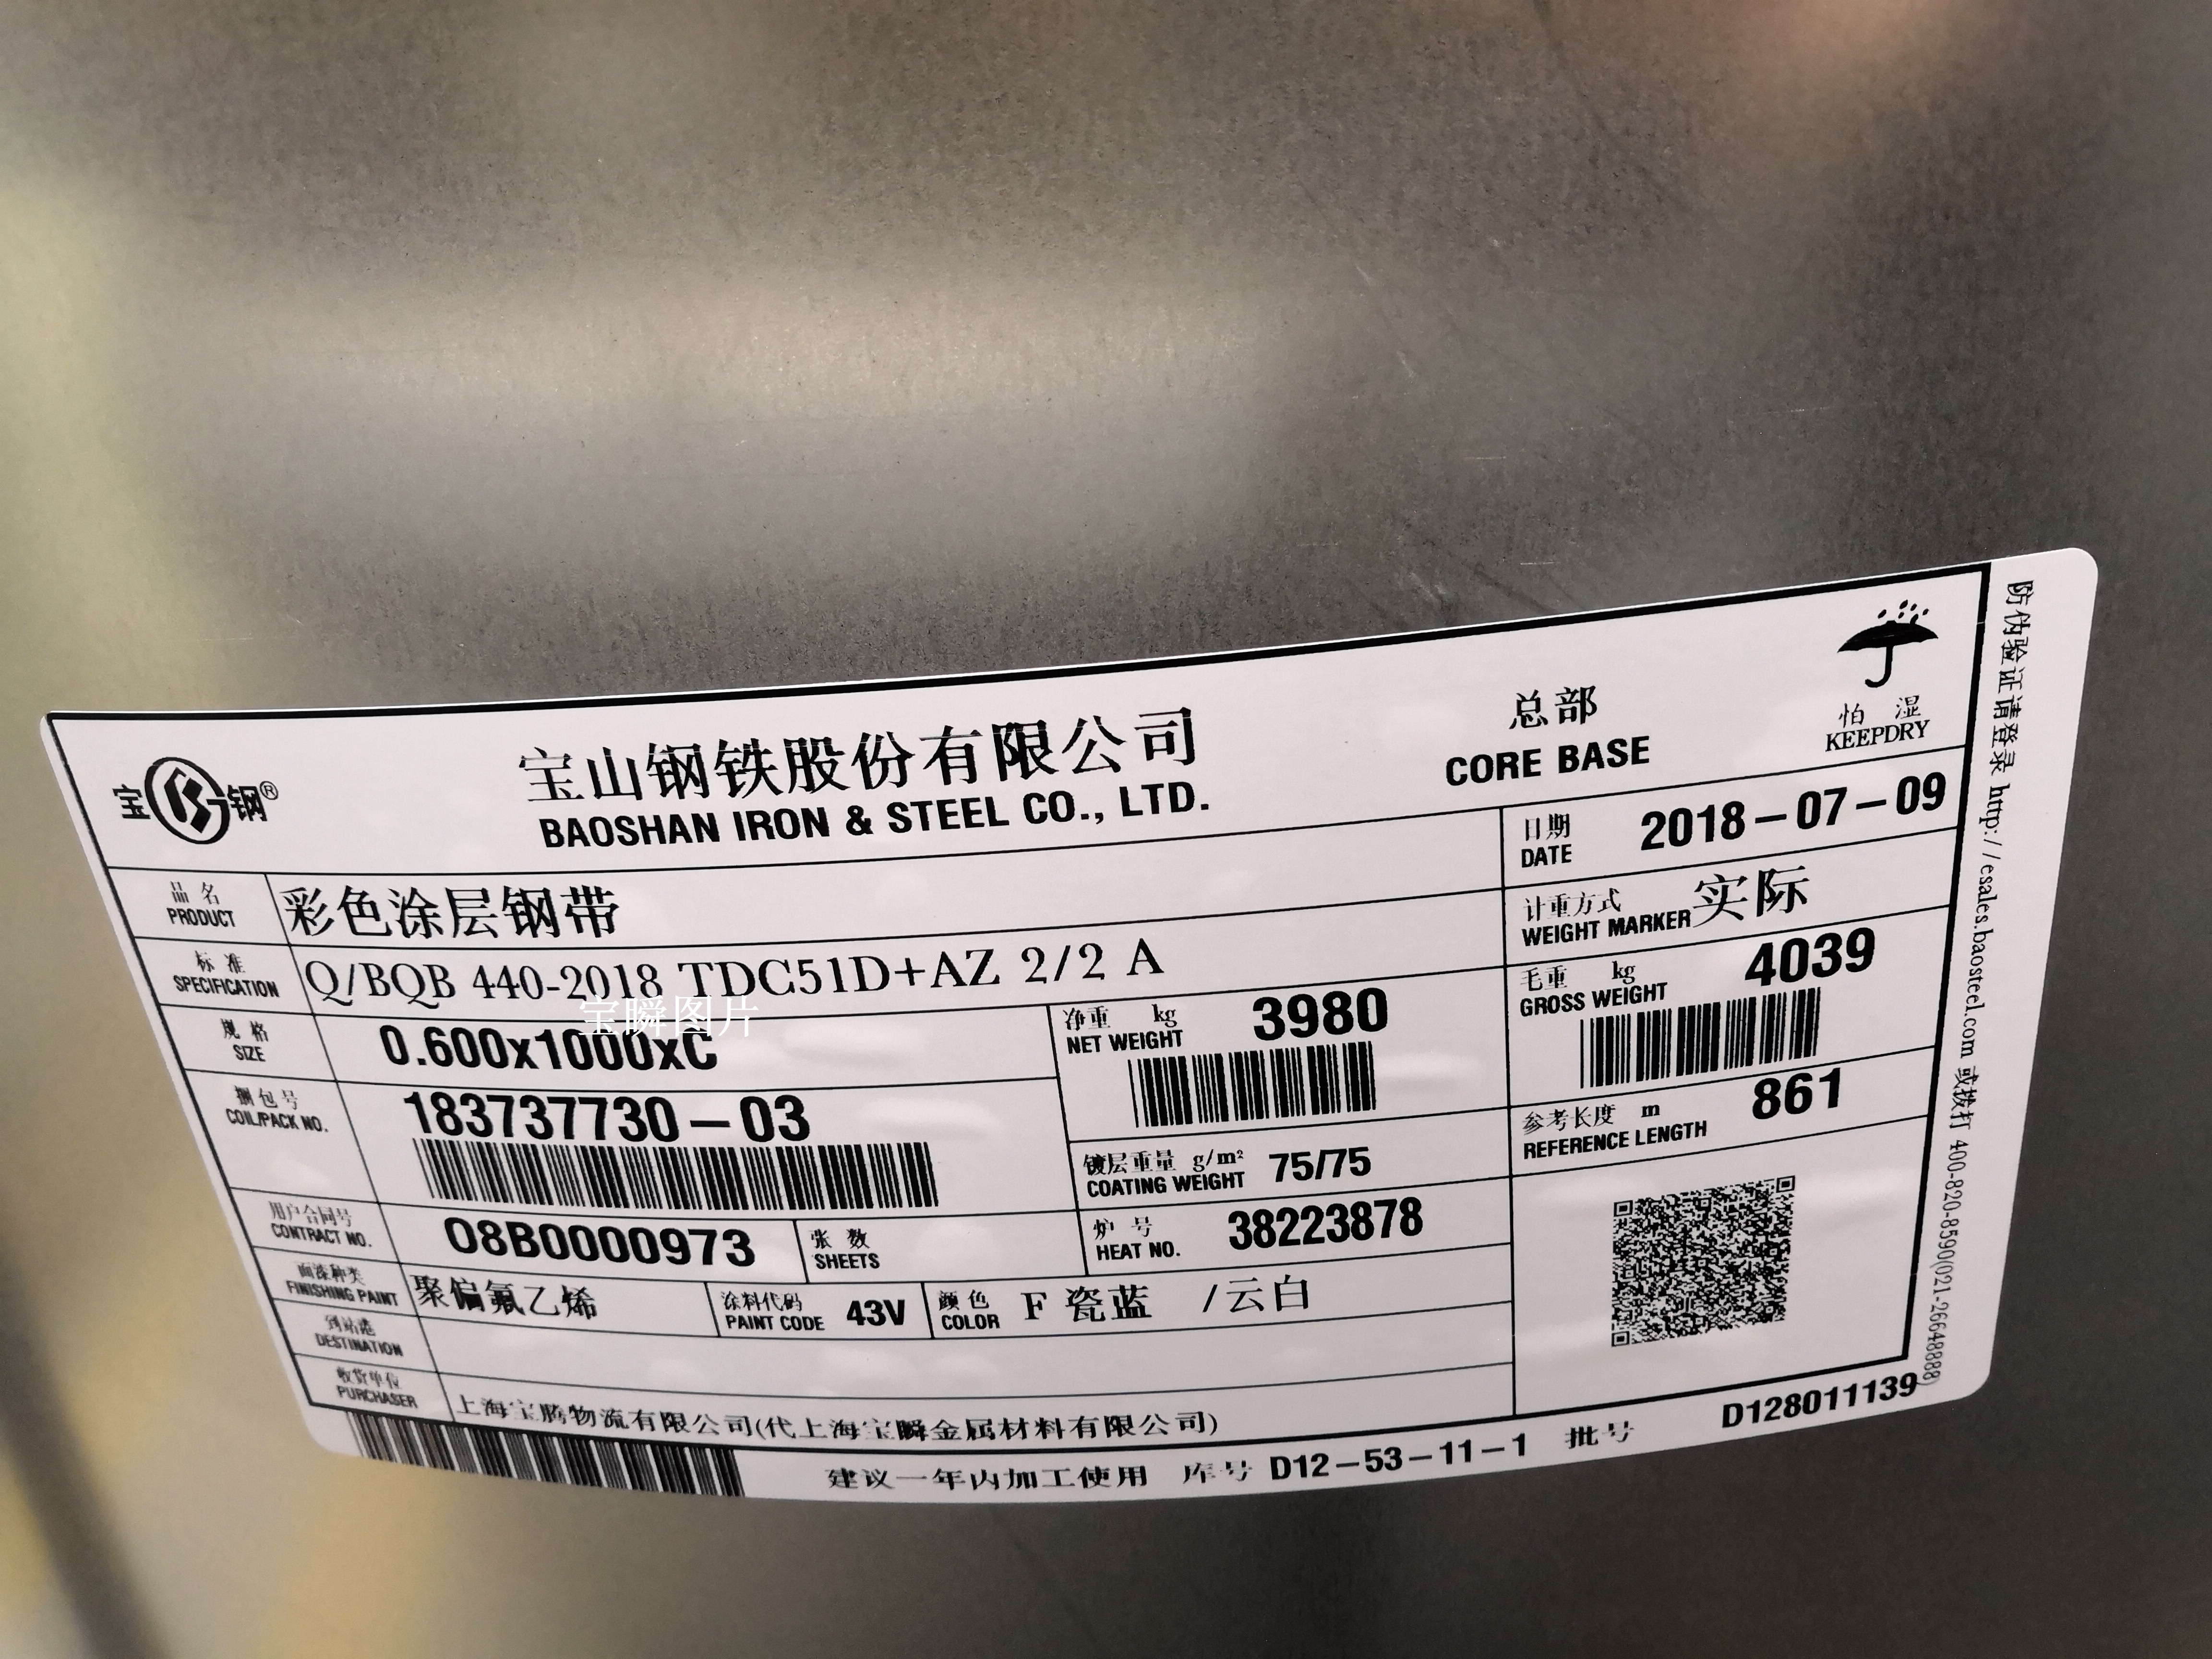 宝 钢®
宝山钢铁股份有限公司
BAOSHAN IRON & STEEL CO., LTD.
总部
CORE BASE
怕 湿
KEEPDRY
品 名
PRODUCT
彩色涂层钢带
日期
DATE
2018-07-09
标 准
SPECIFICATION
Q/BQB 440-2018 TDC51D+AZ 2/2 A
计重方式
WEIGHT MARKER
实际
宝瞬图片
规 格
SIZE
0.600x1000xC
净重 kg
NET WEIGHT
3980
毛重 kg
GROSS WEIGHT
4039
捆包号
COIL/PACK NO.
183737730-03
镀层重量 g/m²
COATING WEIGHT
75/75
参考长度 m
REFERENCE LENGTH
861
用户合同号
CONTRACT NO.
08B0000973
张 数
SHEETS
炉 号
HEAT NO.
38223878
面漆种类
FINISHING PAINT
聚偏氟乙烯
涂料代码
PAINT CODE
43V
颜 色
COLOR
F 瓷蓝 /云白
到站港
DESTINATION
收货单位
PURCHASER
上海宝腾物流有限公司(代上海宝瞬金属材料有限公司)
建议一年内加工使用 库号 D12-53-11-1 批号 D128011139
防伪验证请登录 http://esales.baosteel.com 或拨打 400-820-8590(021-26648888)